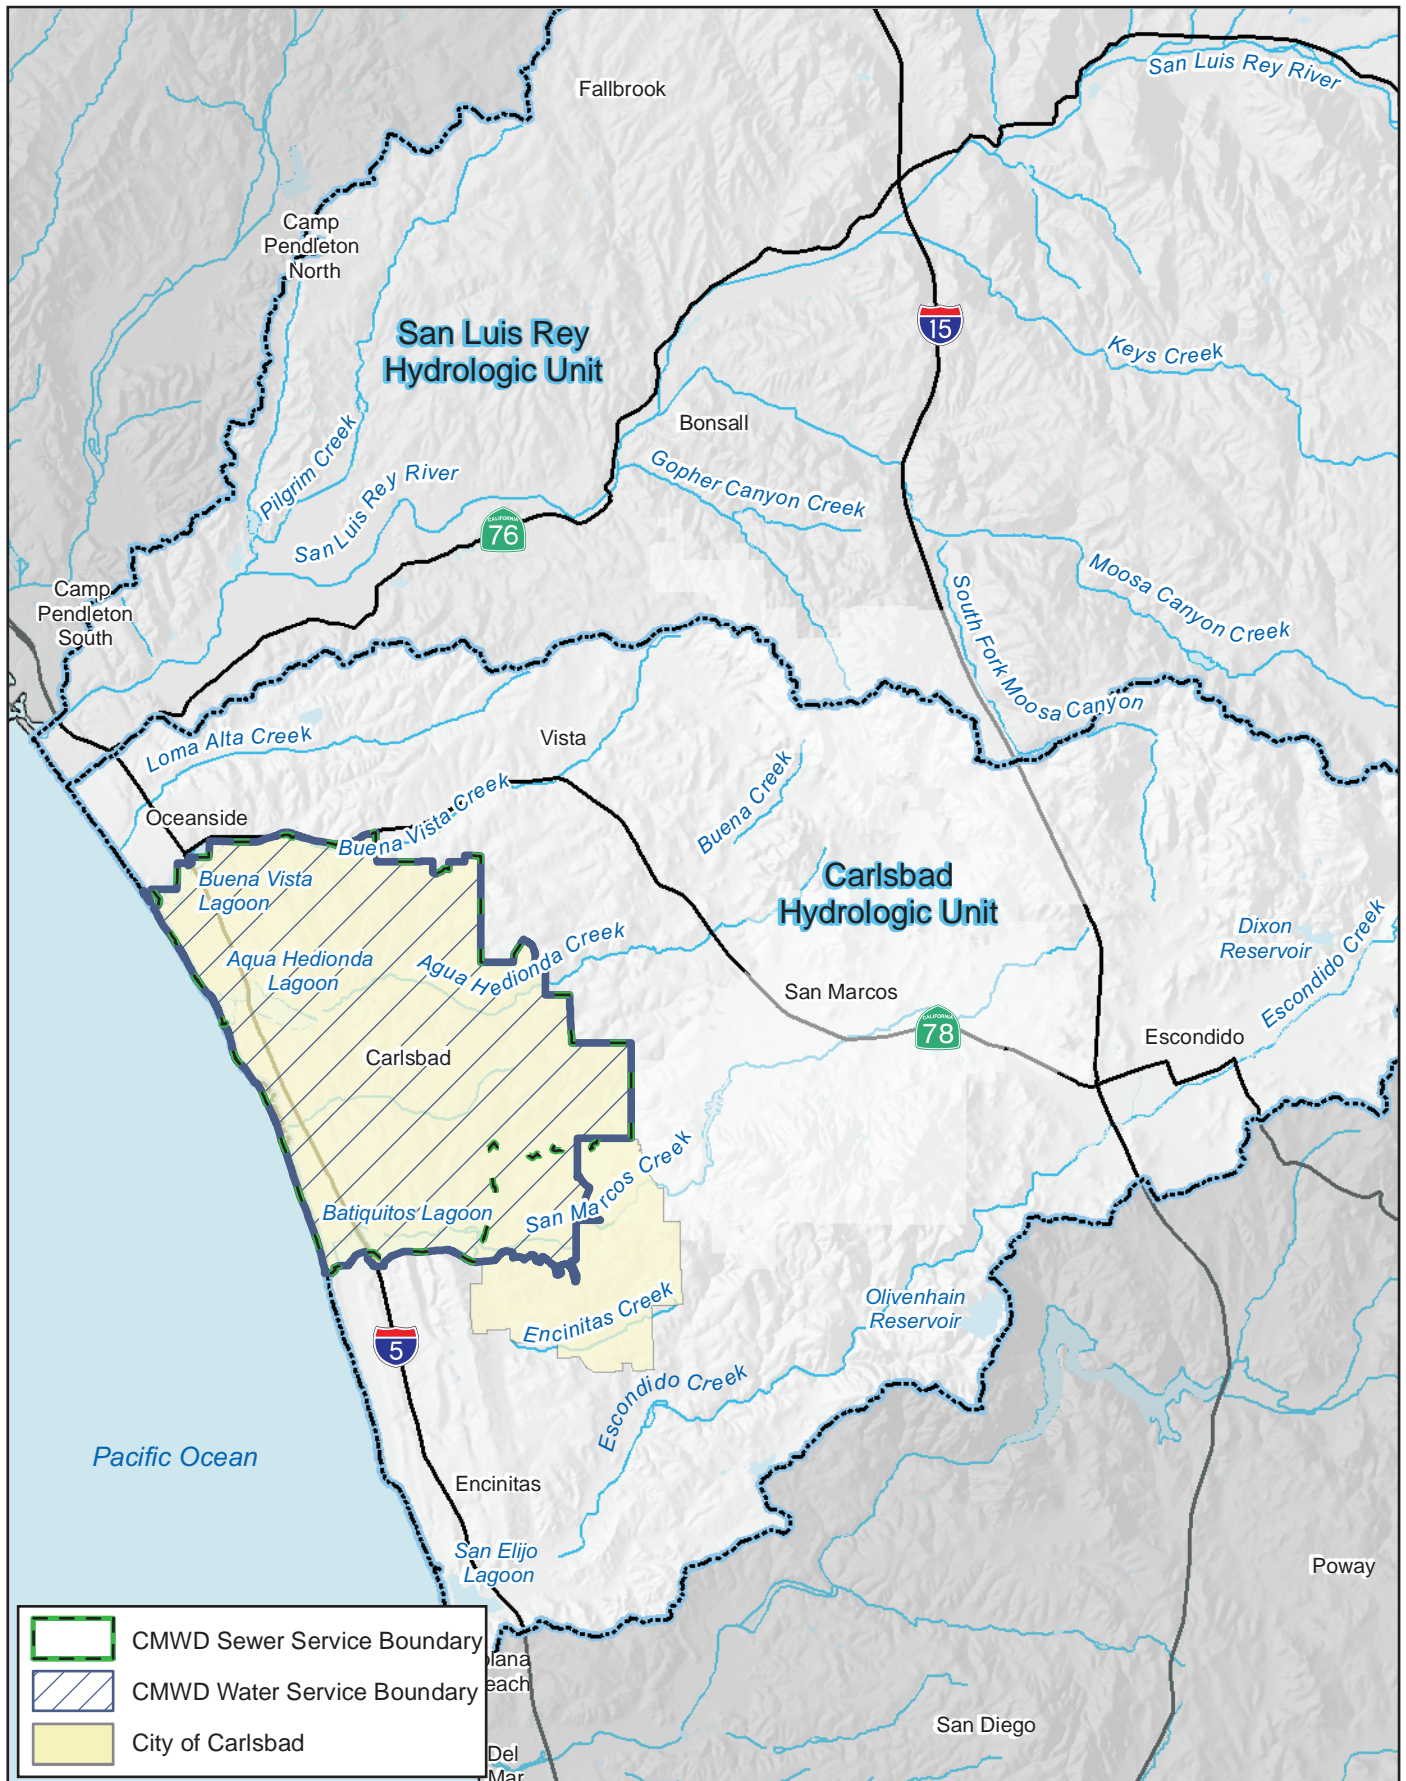 San Luis Rey River
Fallbrook
Camp
Pendleton
North
15
San Luis Rey
Hydrologic Unit
Keys Creek
Bonsall
Pilgrim Creek
San Luis Rey River
Gopher Canyon Creek
CALIFORNIA
76
Moosa Canyon Creek
South Fork Moosa Canyon
Camp
Pendleton
South
Loma Alta Creek
Vista
Buena Creek
Oceanside
Buena Vista Creek
Buena Vista
Lagoon
Carlsbad
Hydrologic Unit
Dixon
Reservoir
Escondido Creek
Aqua Hedionda
Lagoon
Agua Hedionda Creek
San Marcos
CALIFORNIA
78
Escondido
Carlsbad
San Marcos Creek
Batiquitos Lagoon
Olivenhain
Reservoir
Encinitas Creek
5
Escondido Creek
Pacific Ocean
Encinitas
San Elijo
Lagoon
Poway
CMWD Sewer Service Boundary
CMWD Water Service Boundary
City of Carlsbad
lana
each
San Diego
Del
Mar